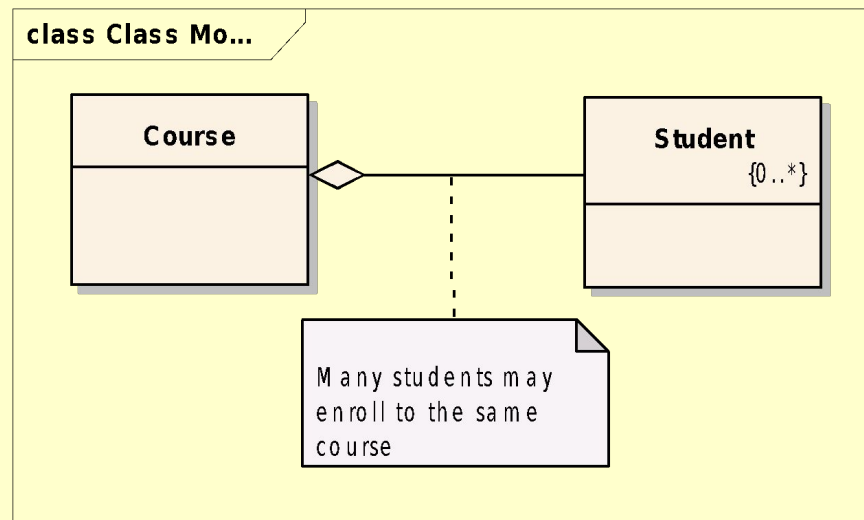 class Class Mo...
Course
Student
{0..*}
Many students may
enroll to the same
course